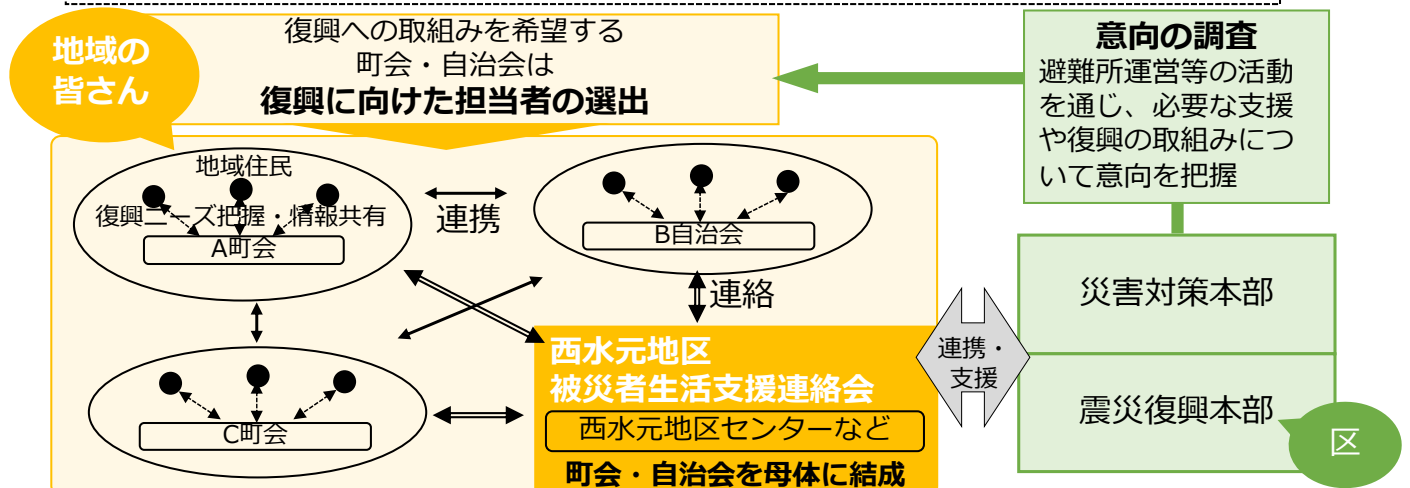 地域の
皆さん
復興への取組みを希望する
町会・自治会は
復興に向けた担当者の選出
意向の調査
避難所運営等の活動
を通じ、必要な支援
や復興の取組みにつ
いて意向を把握
地域住民
復興ニーズ把握・情報共有
A町会
連携
B自治会
連絡
C町会
西水元地区
被災者生活支援連絡会
西水元地区センターなど
町会・自治会を母体に結成
連携・
支援
災害対策本部
震災復興本部
区